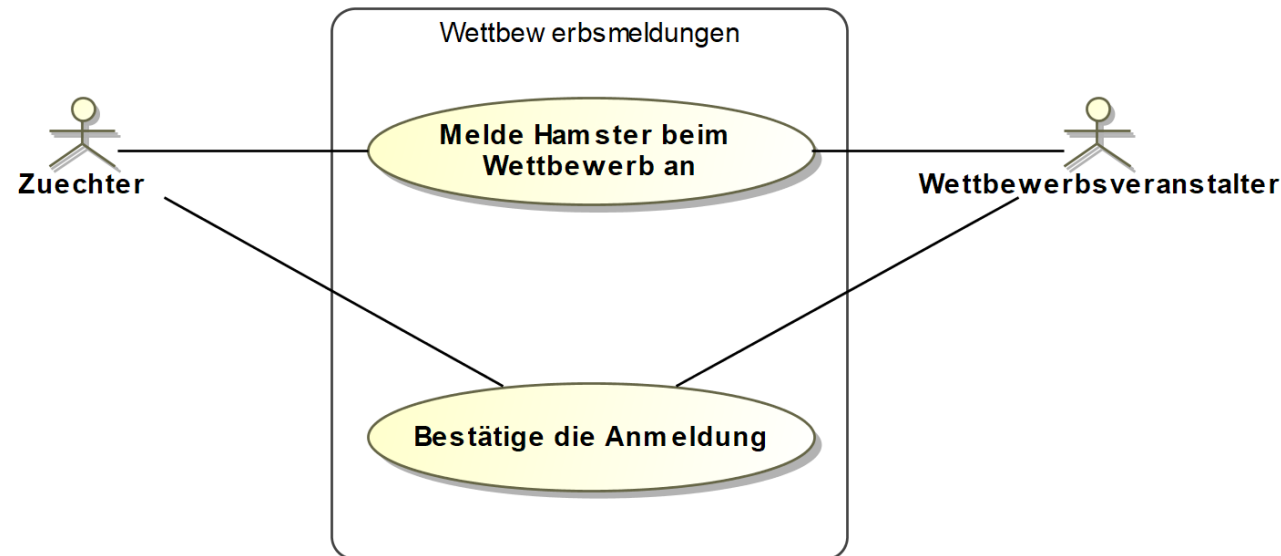 Wettbewerbsmeldungen
Melde Hamster beim
Wettbewerb an
Zuechter
Wettbewerbsveranstalter
Bestätige die Anmeldung